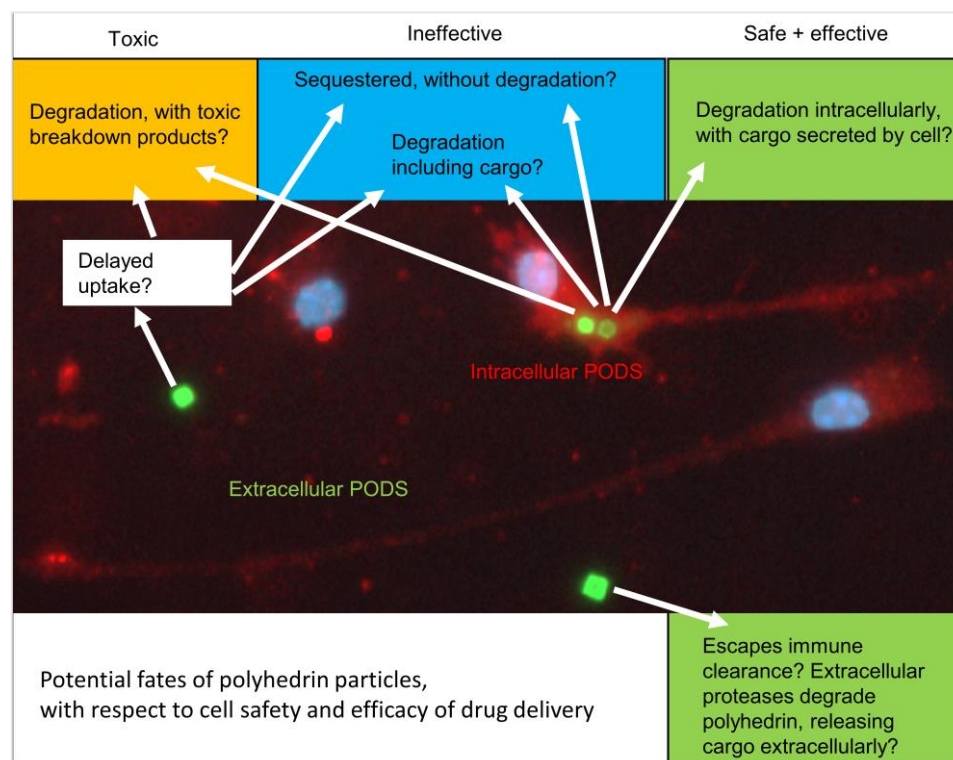 Toxic
Ineffective
Safe + effective
Degradation, with toxic
breakdown products?
Sequestered, without degradation?
Degradation
including cargo?
Degradation intracellularly,
with cargo secreted by cell?
Delayed
uptake?
Intracellular PODS
Extracellular PODS
Potential fates of polyhedrin particles,
with respect to cell safety and efficacy of drug delivery
Escapes immune
clearance? Extracellular
proteases degrade
polyhedrin, releasing
cargo extracellularly?